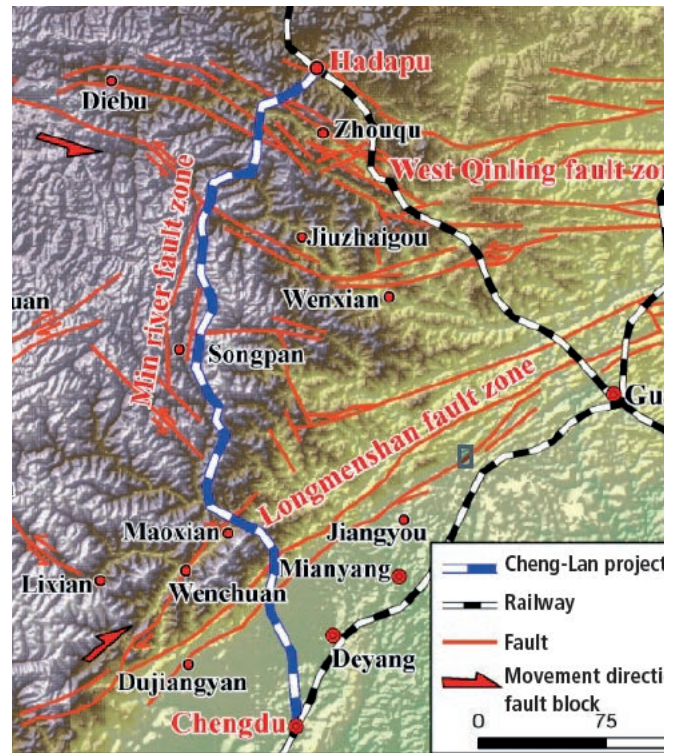 Hadapu
Diebu
Zhouqu
West Qinling fault zon
Min river fault zone
Jiuzhaigou
Wenxian
uan
Songpan
Gu
Longmenshan fault zone
Maoxian
Jiangyou
Mianyang
Lixian
Wenchuan
Deyang
Dujiangyan
Chengdu
Cheng-Lan project
Railway
Fault
Movement directi
fault block
0 75